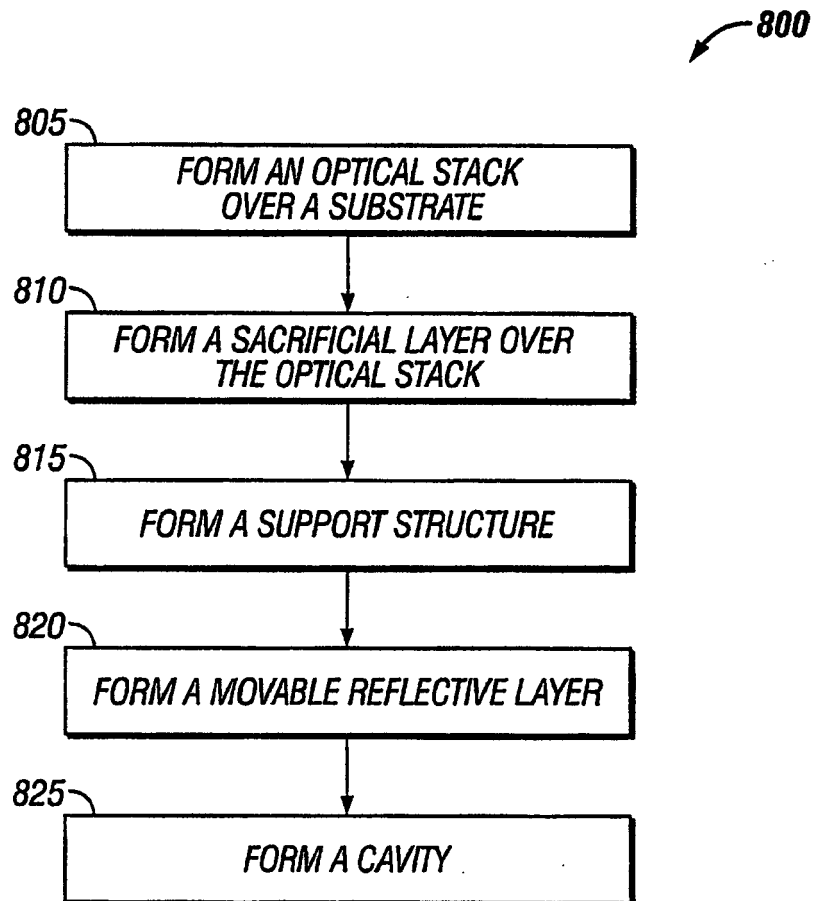 800
805
FORM AN OPTICAL STACK
OVER A SUBSTRATE
810
FORM A SACRIFICIAL LAYER OVER
THE OPTICAL STACK
815
FORM A SUPPORT STRUCTURE
820
FORM A MOVABLE REFLECTIVE LAYER
825
FORM A CAVITY